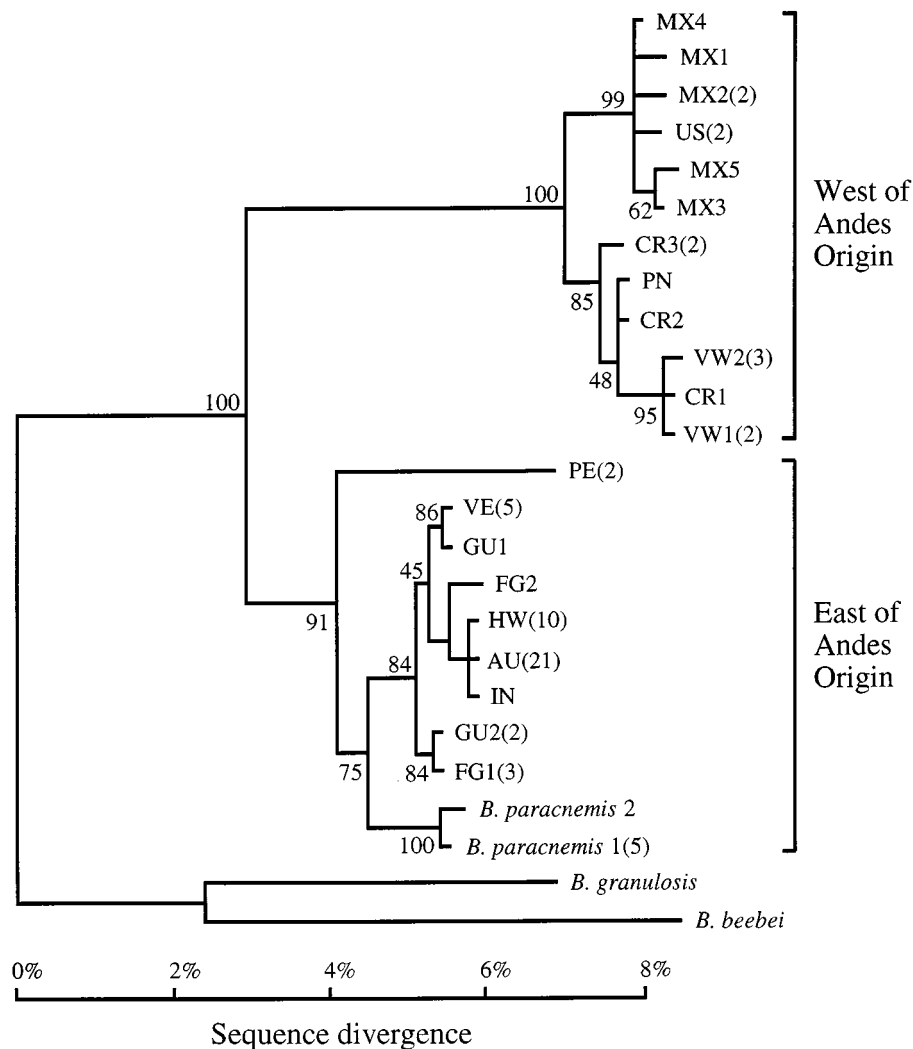 MX4
MX1
99
MX2(2)
US(2)
MX5
100
62
MX3
West of
Andes
Origin
CR3(2)
PN
85
CR2
VW2(3)
48
CR1
100
95
VW1(2)
PE(2)
86
VE(5)
GU1
45
FG2
91
HW(10)
East of
Andes
Origin
84
AU(21)
IN
GU2(2)
75
84
FG1(3)
B. paracnemis 2
100
B. paracnemis 1(5)
B. granulosis
B. beebei
0% 2% 4% 6% 8%
Sequence divergence